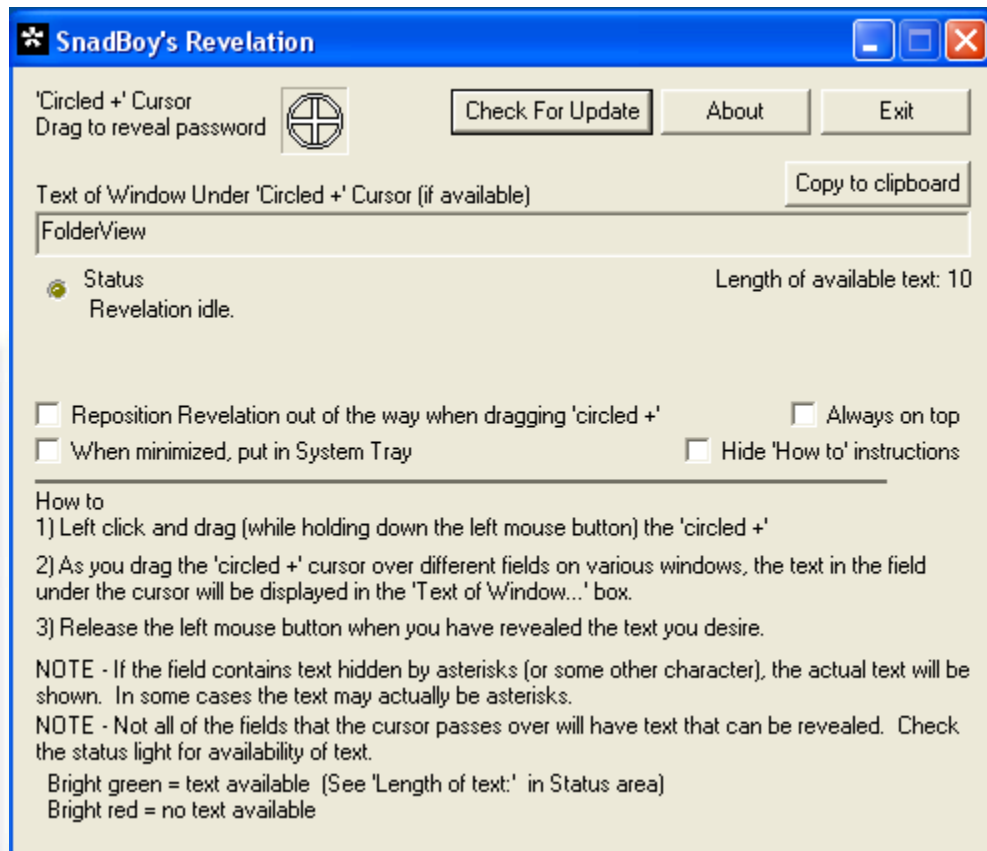 SnadBoy's Revelation
'Circled +' Cursor
Drag to reveal password
Check For Update
About
Exit
Copy to clipboard
Text of Window Under 'Circled +' Cursor (if available)
FolderView
Status
Length of available text: 10
Revelation idle.
Reposition Revelation out of the way when dragging 'circled +'
Always on top
When minimized, put in System Tray
Hide 'How to' instructions
How to
1) Left click and drag (while holding down the left mouse button) the 'circled +'
2) As you drag the 'circled +' cursor over different fields on various windows, the text in the field
under the cursor will be displayed in the 'Text of Window...' box.
3) Release the left mouse button when you have revealed the text you desire.
NOTE - If the field contains text hidden by asterisks (or some other character), the actual text will be
shown.  In some cases the text may actually be asterisks.
NOTE - Not all of the fields that the cursor passes over will have text that can be revealed.  Check
the status light for availability of text.
Bright green = text available  (See 'Length of text:'  in Status area)
Bright red = no text available